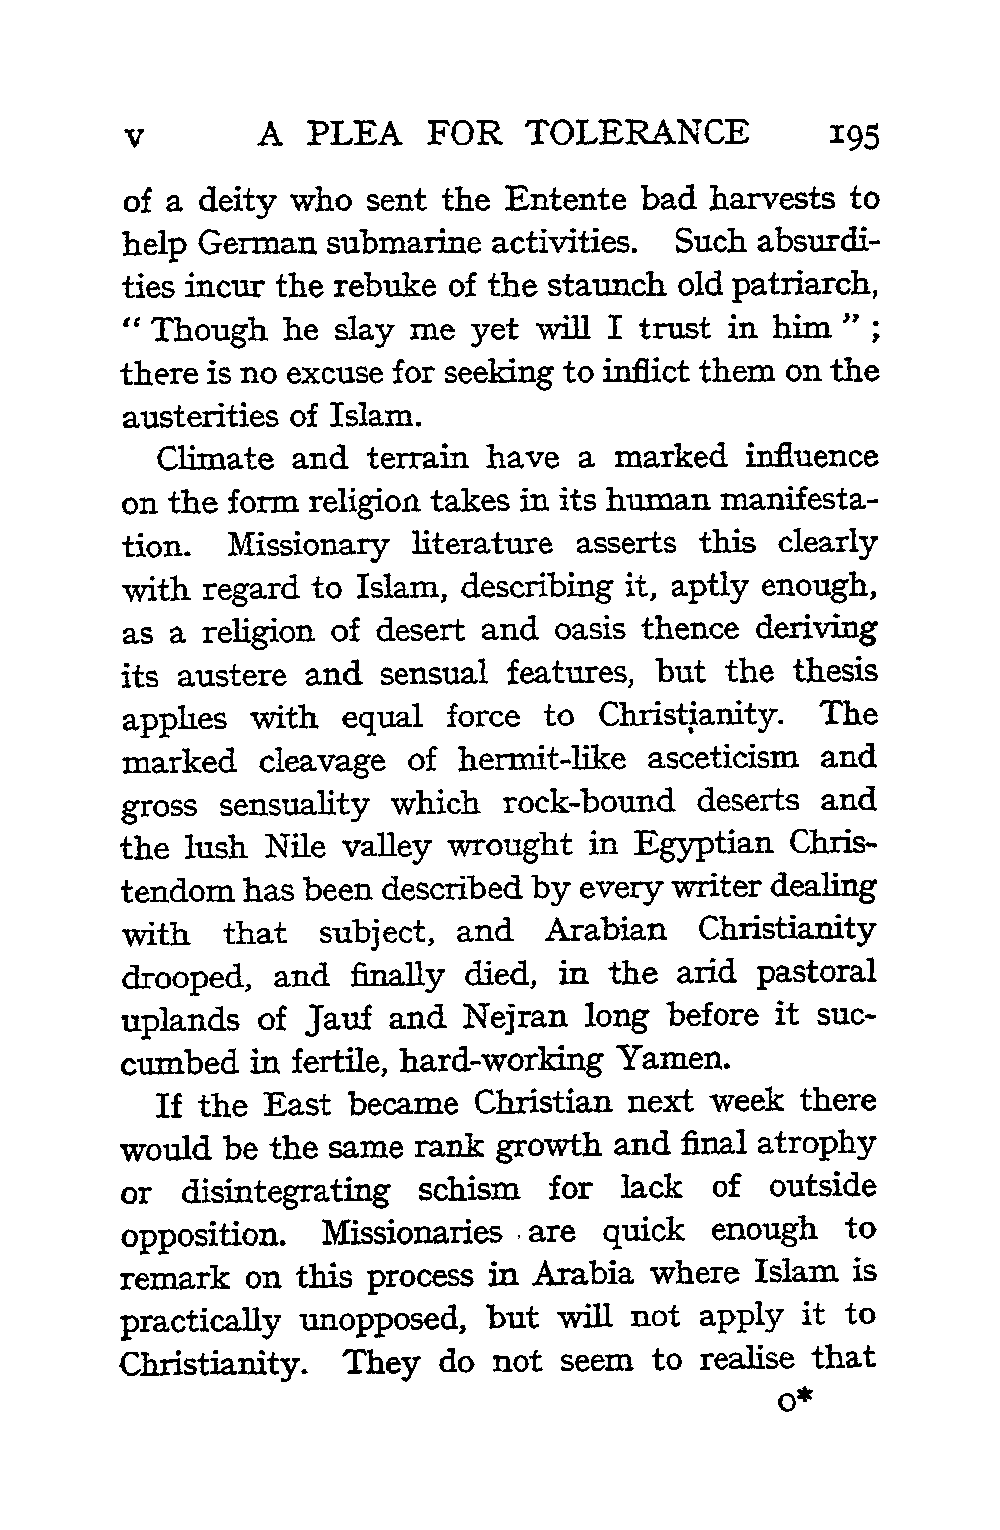 v A PLEA FOR TOLERANCE 195
of a deity who sent the Entente bad harvests to
help German submarine activities. Such absurdi-
ties incur the rebuke of the staunch old patriarch,
“ Though he slay me yet will I trust in him ” ;
there is no excuse for seeking to inflict them on the
austerities of Islam.
Climate and terrain have a marked influence
on the form religion takes in its human manifesta-
tion. Missionary literature asserts this clearly
with regard to Islam, describing it, aptly enough,
as a religion of desert and oasis thence deriving
its austere and sensual features, but the thesis
applies with equal force to Christianity. The
marked cleavage of hermit-like asceticism and
gross sensuality which rock-bound deserts and
the lush Nile valley wrought in Egyptian Chris-
tendom has been described by every writer dealing
with that subject, and Arabian Christianity
drooped, and finally died, in the arid pastoral
uplands of Jauf and Nejran long before it suc-
cumbed in fertile, hard-working Yamen.
If the East became Christian next week there
would be the same rank growth and final atrophy
or disintegrating schism for lack of outside
opposition. Missionaries are quick enough to
remark on this process in Arabia where Islam is
practically unopposed, but will not apply it to
Christianity. They do not seem to realise that
O*